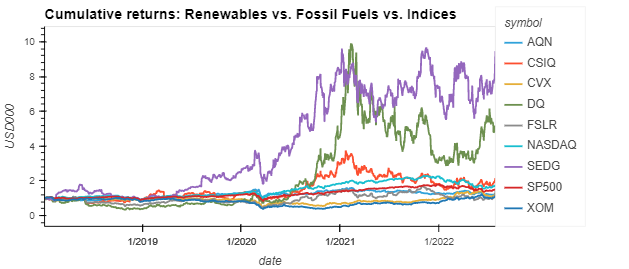 Cumulative returns: Renewables vs. Fossil Fuels vs. Indices
symbol
AQN
CSIQ
CVX
DQ
FSLR
NASDAQ
SEDG
SP500
XOM
10
8
6
4
2
0
USD000
1/2019
1/2020
1/2021
1/2022
date